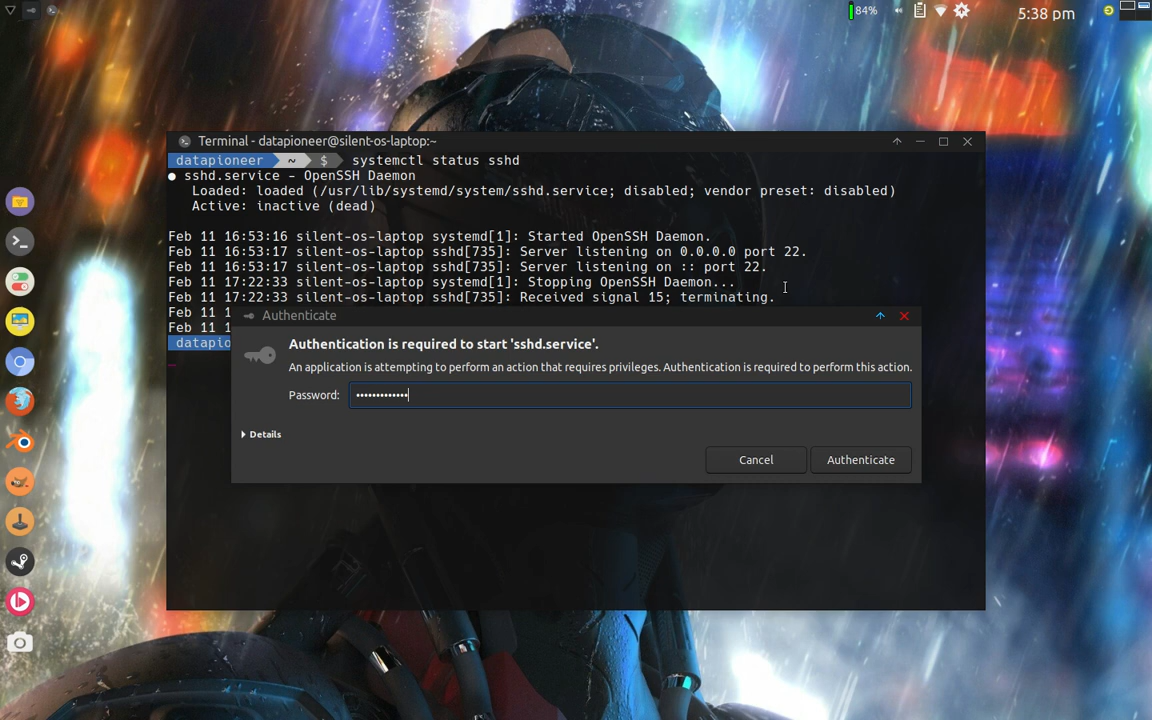 84%
5:38 pm
Terminal - datapioneer@silent-os-laptop:~
datapioneer ~ $ systemctl status sshd
● sshd.service - OpenSSH Daemon
Loaded: loaded (/usr/lib/systemd/system/sshd.service; disabled; vendor preset: disabled)
Active: inactive (dead)
Feb 11 16:53:16 silent-os-laptop systemd[1]: Started OpenSSH Daemon.
Feb 11 16:53:17 silent-os-laptop sshd[735]: Server listening on 0.0.0.0 port 22.
Feb 11 16:53:17 silent-os-laptop sshd[735]: Server listening on :: port 22.
Feb 11 17:22:33 silent-os-laptop systemd[1]: Stopping OpenSSH Daemon...
Feb 11 17:22:33 silent-os-laptop sshd[735]: Received signal 15; terminating.
Feb 11 1
Feb 11 1
datapio
Authenticate
Authentication is required to start 'sshd.service'.
An application is attempting to perform an action that requires privileges. Authentication is required to perform this action.
Password: •••••••••••••
Details
Cancel Authenticate